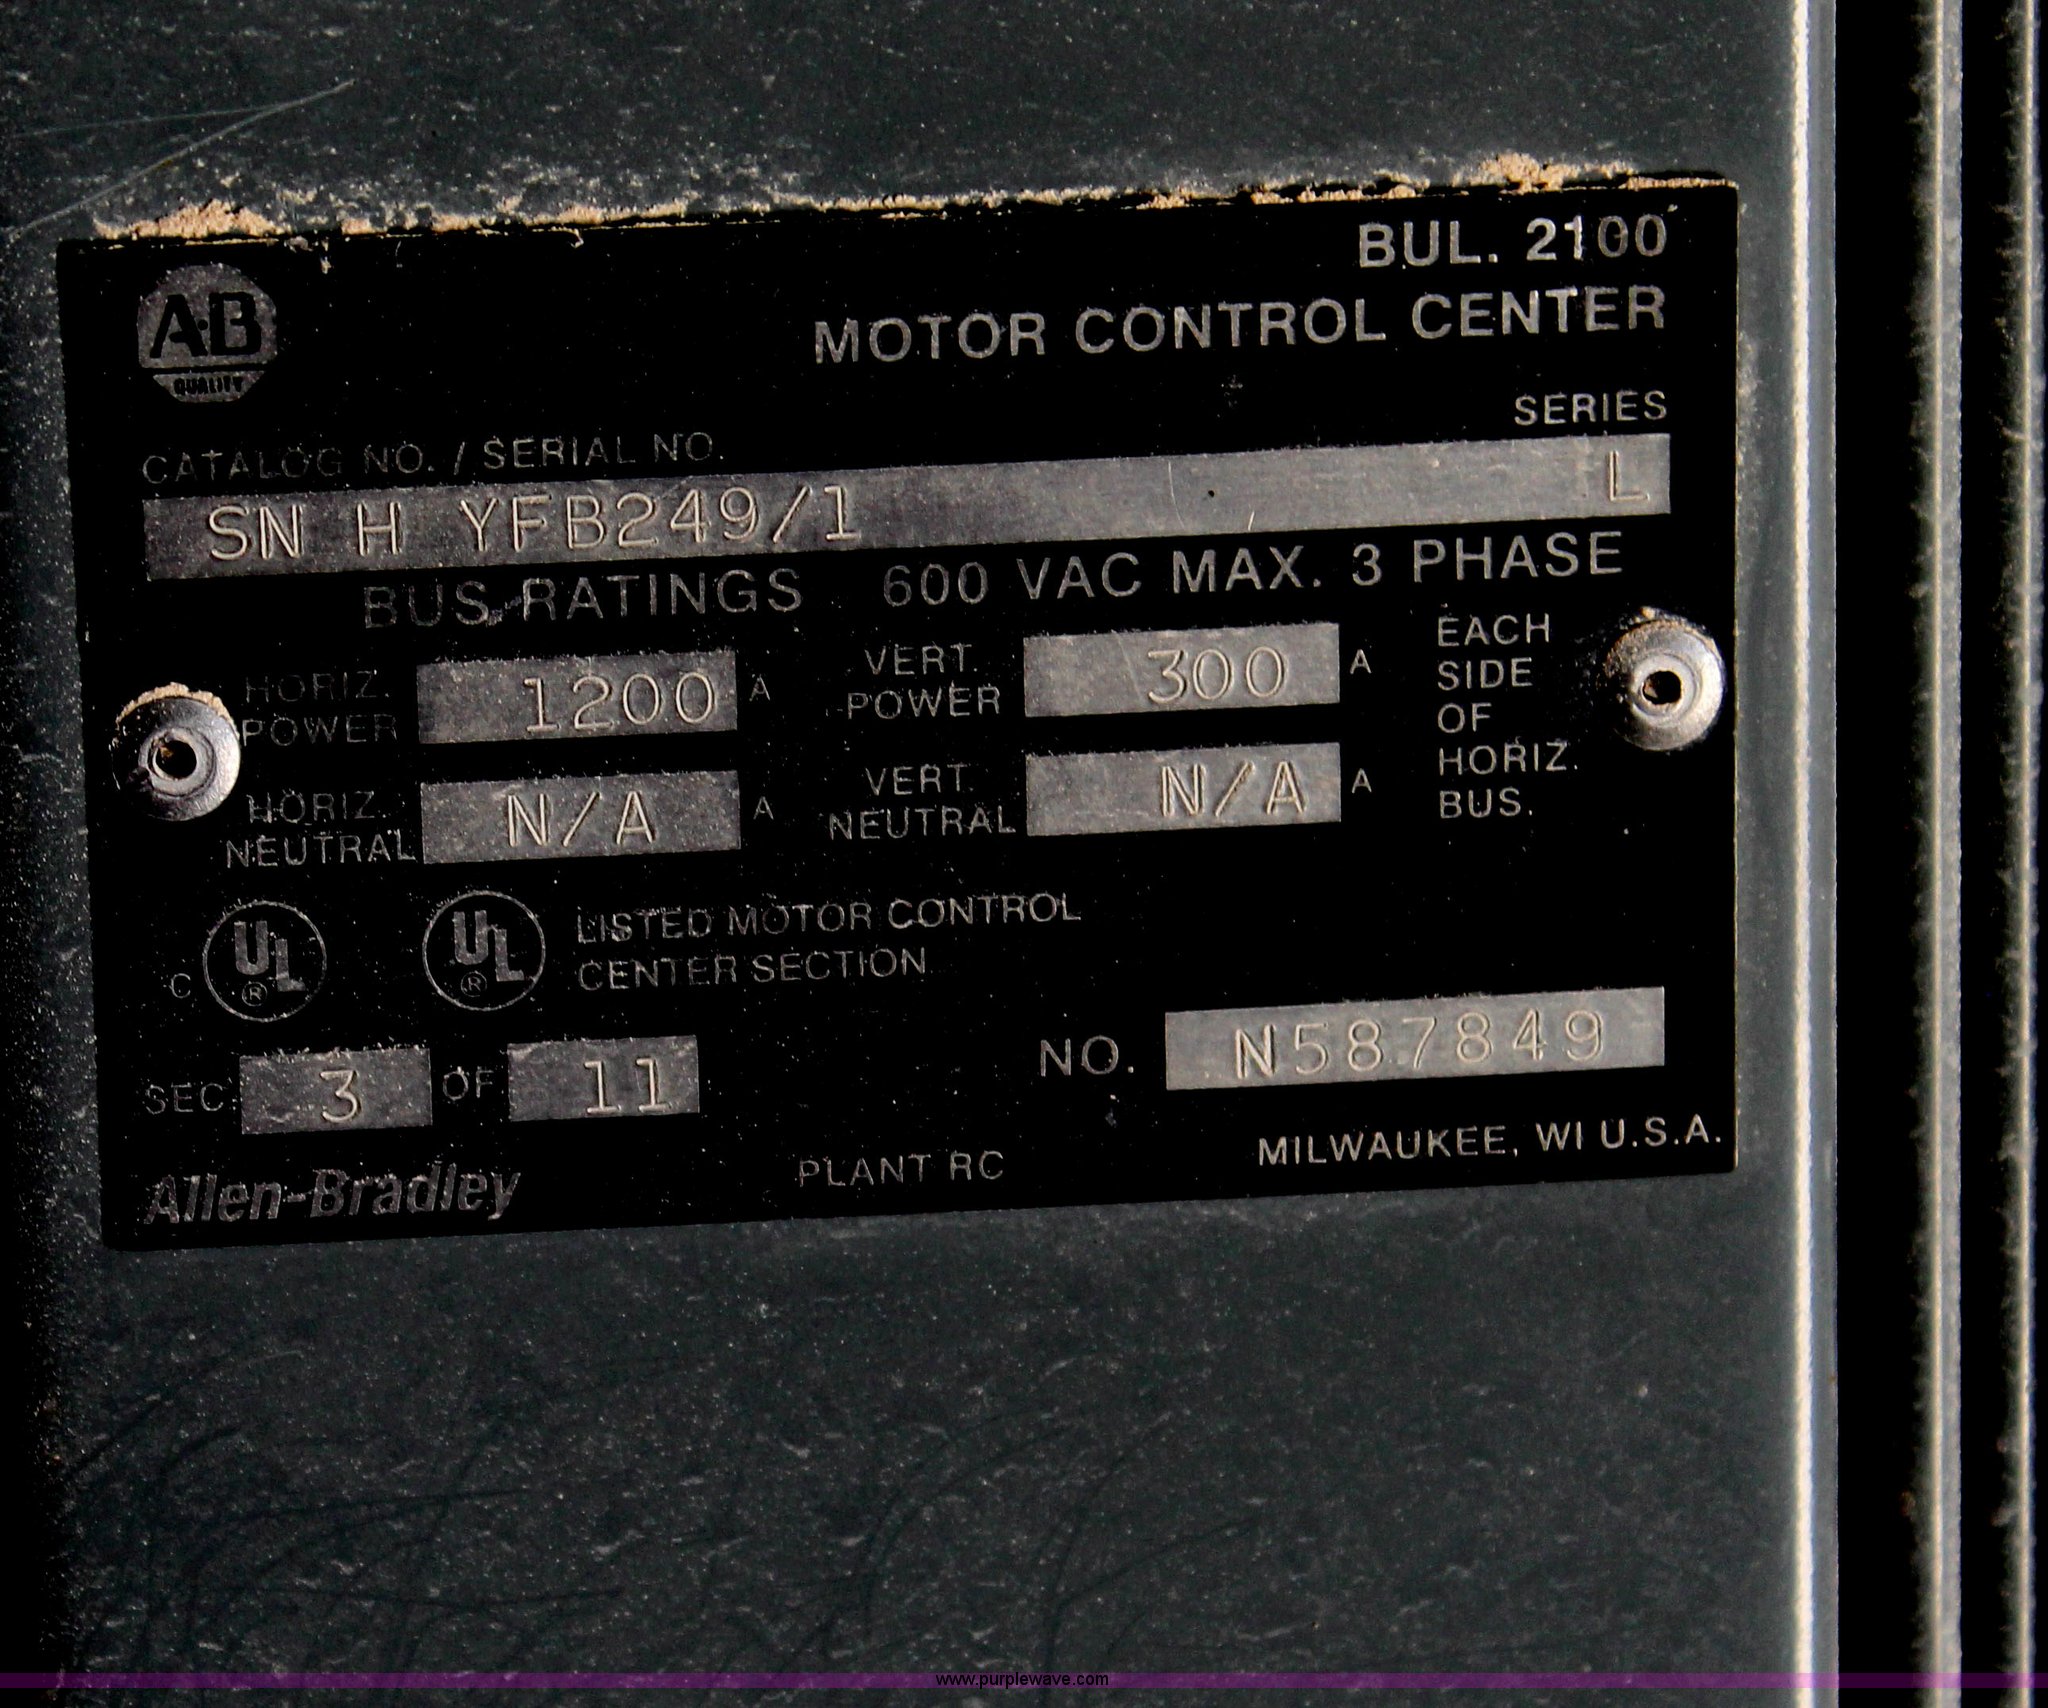 BUL. 2100
A·B
QUALITY
MOTOR CONTROL CENTER
SERIES
CATALOG NO. / SERIAL NO.
SN H YFB249/1 L
BUS RATINGS 600 VAC MAX. 3 PHASE
HORIZ. POWER 1200 A
VERT. POWER 300 A
EACH
SIDE
OF
HORIZ.
BUS.
HORIZ. NEUTRAL N/A A
VERT. NEUTRAL N/A A
C UL ® UL ® LISTED MOTOR CONTROL
CENTER SECTION
SEC. 3 OF 11
NO. N587849
Allen-Bradley PLANT RC MILWAUKEE, WI U.S.A.
www.purplewave.com